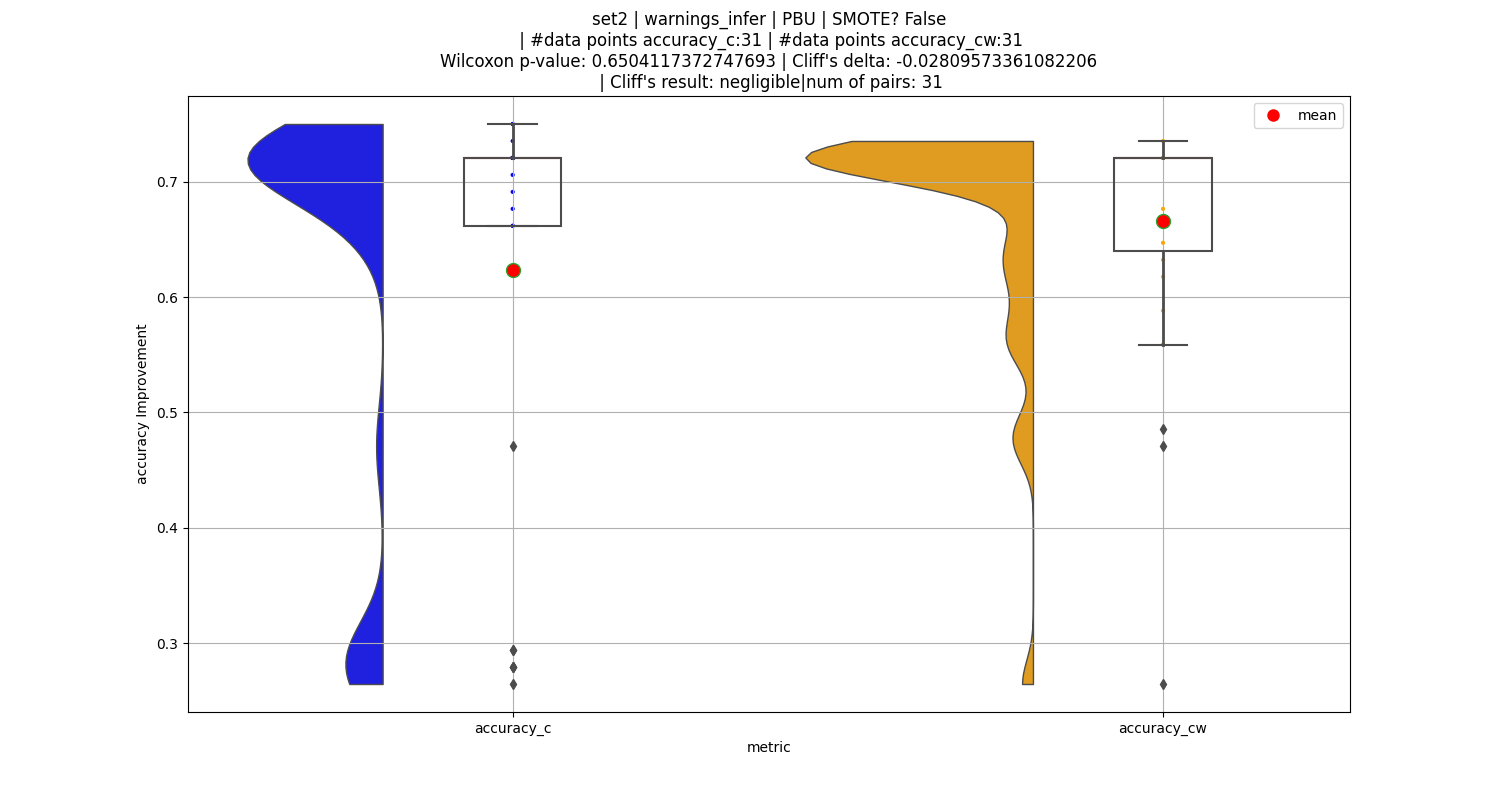 set2 | warnings_infer | PBU | SMOTE? False
| #data points accuracy_c:31 | #data points accuracy_cw:31
Wilcoxon p-value: 0.6504117372747693 | Cliff's delta: -0.02809573361082206
| Cliff's result: negligible|num of pairs: 31
mean
0.7
0.6
0.5
0.4
0.3
accuracy Improvement
accuracy_c
accuracy_cw
metric